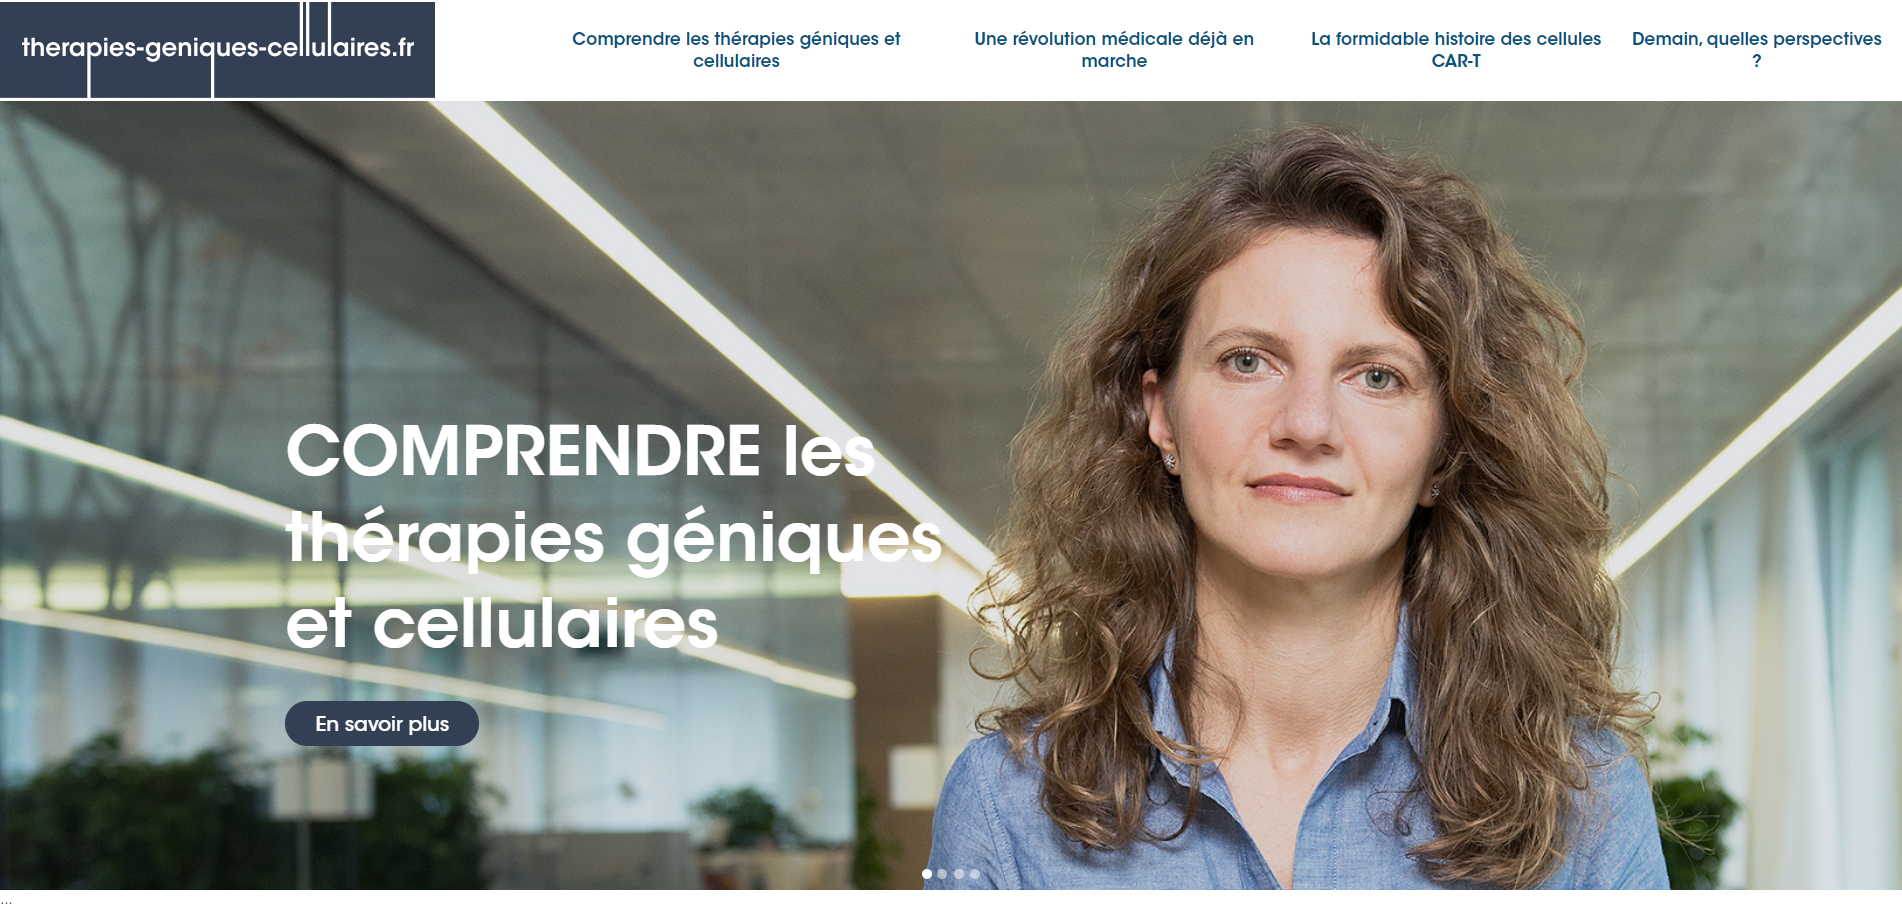 therapies-geniques-cellulaires.fr
Comprendre les thérapies géniques et
cellulaires
Une révolution médicale déjà en
marche
La formidable histoire des cellules
CAR-T
Demain, quelles perspectives
?
COMPRENDRE les
thérapies géniques
et cellulaires
En savoir plus
...